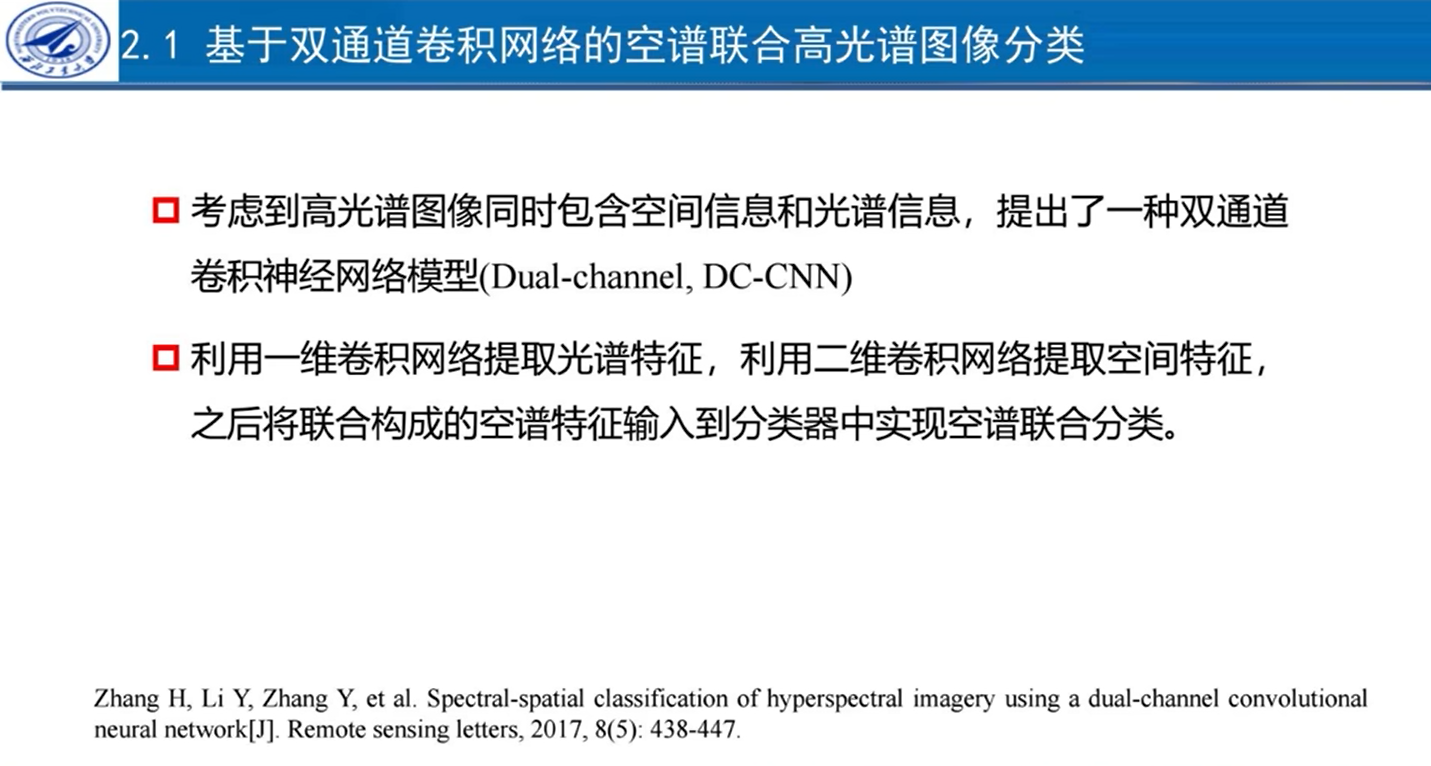 2.1 基于双通道卷积网络的空谱联合高光谱图像分类
考虑到高光谱图像同时包含空间信息和光谱信息，提出了一种双通道
卷积神经网络模型(Dual-channel, DC-CNN)
利用一维卷积网络提取光谱特征，利用二维卷积网络提取空间特征，
之后将联合构成的空谱特征输入到分类器中实现空谱联合分类。
Zhang H, Li Y, Zhang Y, et al. Spectral-spatial classification of hyperspectral imagery using a dual-channel convolutional
neural network[J]. Remote sensing letters, 2017, 8(5): 438-447.